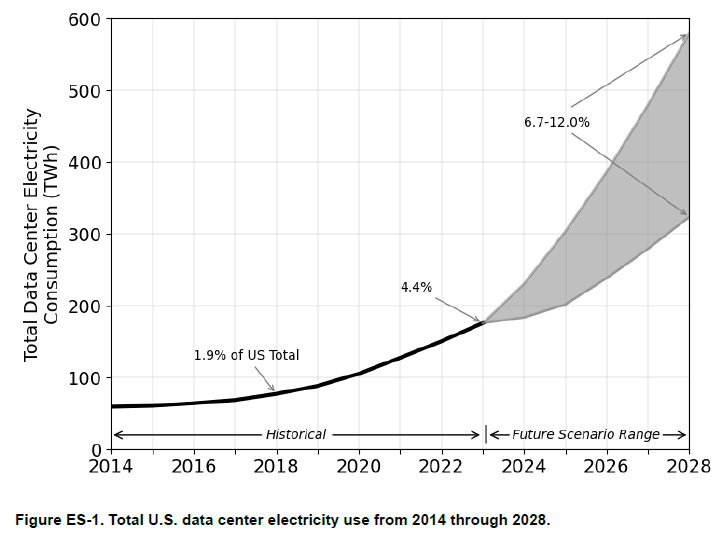 600
500
400
300
200
100
0
Total Data Center Electricity
Consumption (TWh)
6.7-12.0%
4.4%
1.9% of US Total
Historical
Future Scenario Range
2014 2016 2018 2020 2022 2024 2026 2028
Figure ES-1. Total U.S. data center electricity use from 2014 through 2028.